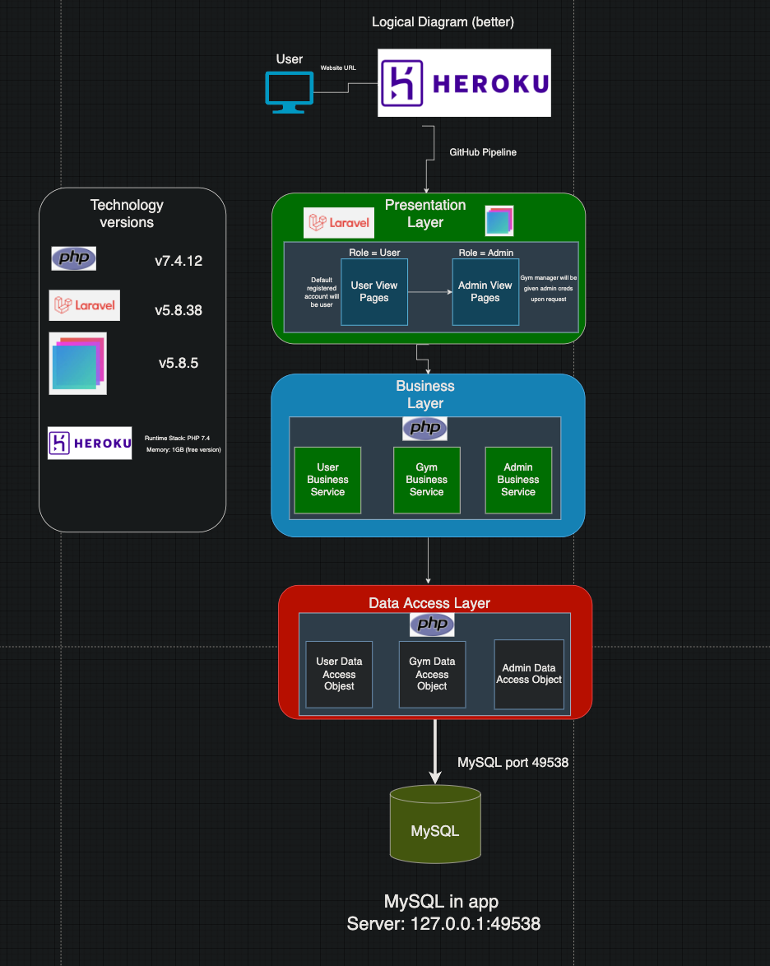 Logical Diagram (better)
User
Website URL
HEROKU
GitHub Pipeline
Technology
versions
php
v7.4.12
Laravel
v5.8.38
v5.8.5
HEROKU
Runtime Stack: PHP 7.4
Memory: 1GB (free version)
Laravel
Presentation
Layer
Role = User
Role = Admin
Default
registered
account will
be user
User View
Pages
Admin View
Pages
Gym manager will be
given admin creds
upon request
Business
Layer
php
User
Business
Service
Gym
Business
Service
Admin
Business
Service
Data Access Layer
php
User Data
Access
Objest
Gym Data
Access
Object
Admin Data
Access Object
MySQL port 49538
MySQL
MySQL in app
Server: 127.0.0.1:49538